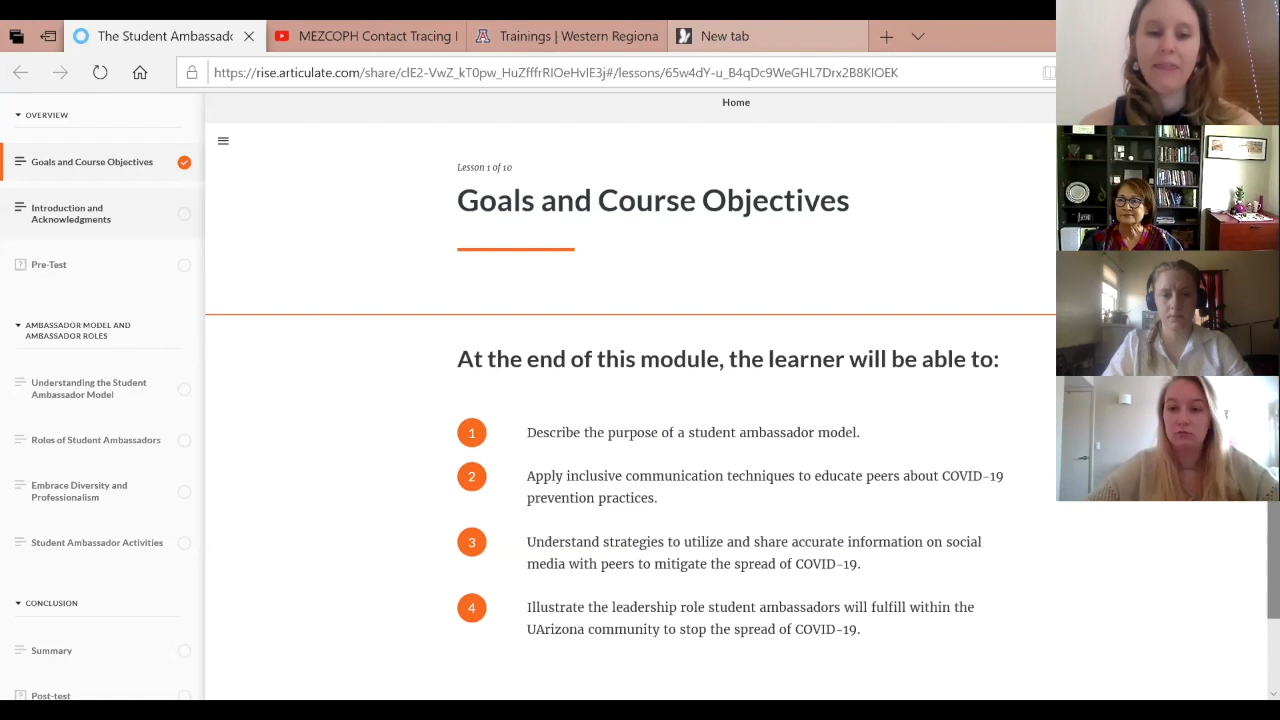 The Student Ambassadc
MEZCOPH Contact Tracing I
Trainings | Western Regiona
New tab
https://rise.articulate.com/share/clE2-VwZ_kT0pw_HuZfffrRIOeHvIE3j#/lessons/65w4dY-u_B4qDc9WeGHL7Drx2B8KIOEK
Home
OVERVIEW
Goals and Course Objectives
Introduction and
Acknowledgments
Pre-Test
AMBASSADOR MODEL AND
AMBASSADOR ROLES
Understanding the Student
Ambassador Model
Roles of Student Ambassadors
Embrace Diversity and
Professionalism
Student Ambassador Activities
CONCLUSION
Summary
Post-test
Lesson 1 of 10
Goals and Course Objectives
At the end of this module, the learner will be able to:
1 Describe the purpose of a student ambassador model.
2 Apply inclusive communication techniques to educate peers about COVID-19
prevention practices.
3 Understand strategies to utilize and share accurate information on social
media with peers to mitigate the spread of COVID-19.
4 Illustrate the leadership role student ambassadors will fulfill within the
UArizona community to stop the spread of COVID-19.